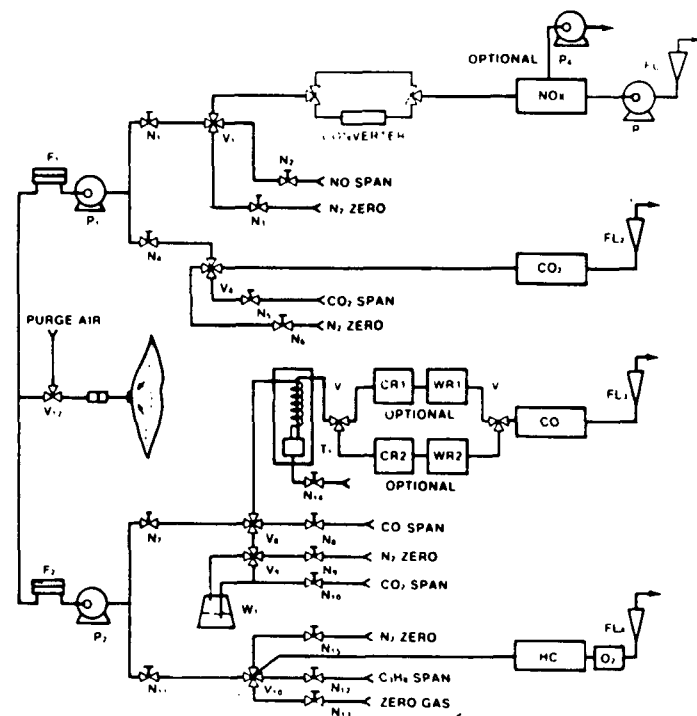 P₄
OPTIONAL
NOx
P
CONVERTER
N₁
V₁
N₂
NO SPAN
N₃
N₂ ZERO
F₁
P₁
N₄
V₄
CO₂
FL₂
N₅
CO₂ SPAN
N₆
N₂ ZERO
PURGE AIR
V₁₂
V
CR1
WR1
V
OPTIONAL
CO
FL₃
T₁
CR2
WR2
OPTIONAL
N₁₄
N₇
V₈
N₈
CO SPAN
V₉
N₉
N₂ ZERO
N₁₀
CO₂ SPAN
W₁
F₂
P₂
N₁₅
N₂ ZERO
HC
O₂
FL₄
N₁₁
V₁₀
N₁₂
C₃H₈ SPAN
N₁₃
ZERO GAS